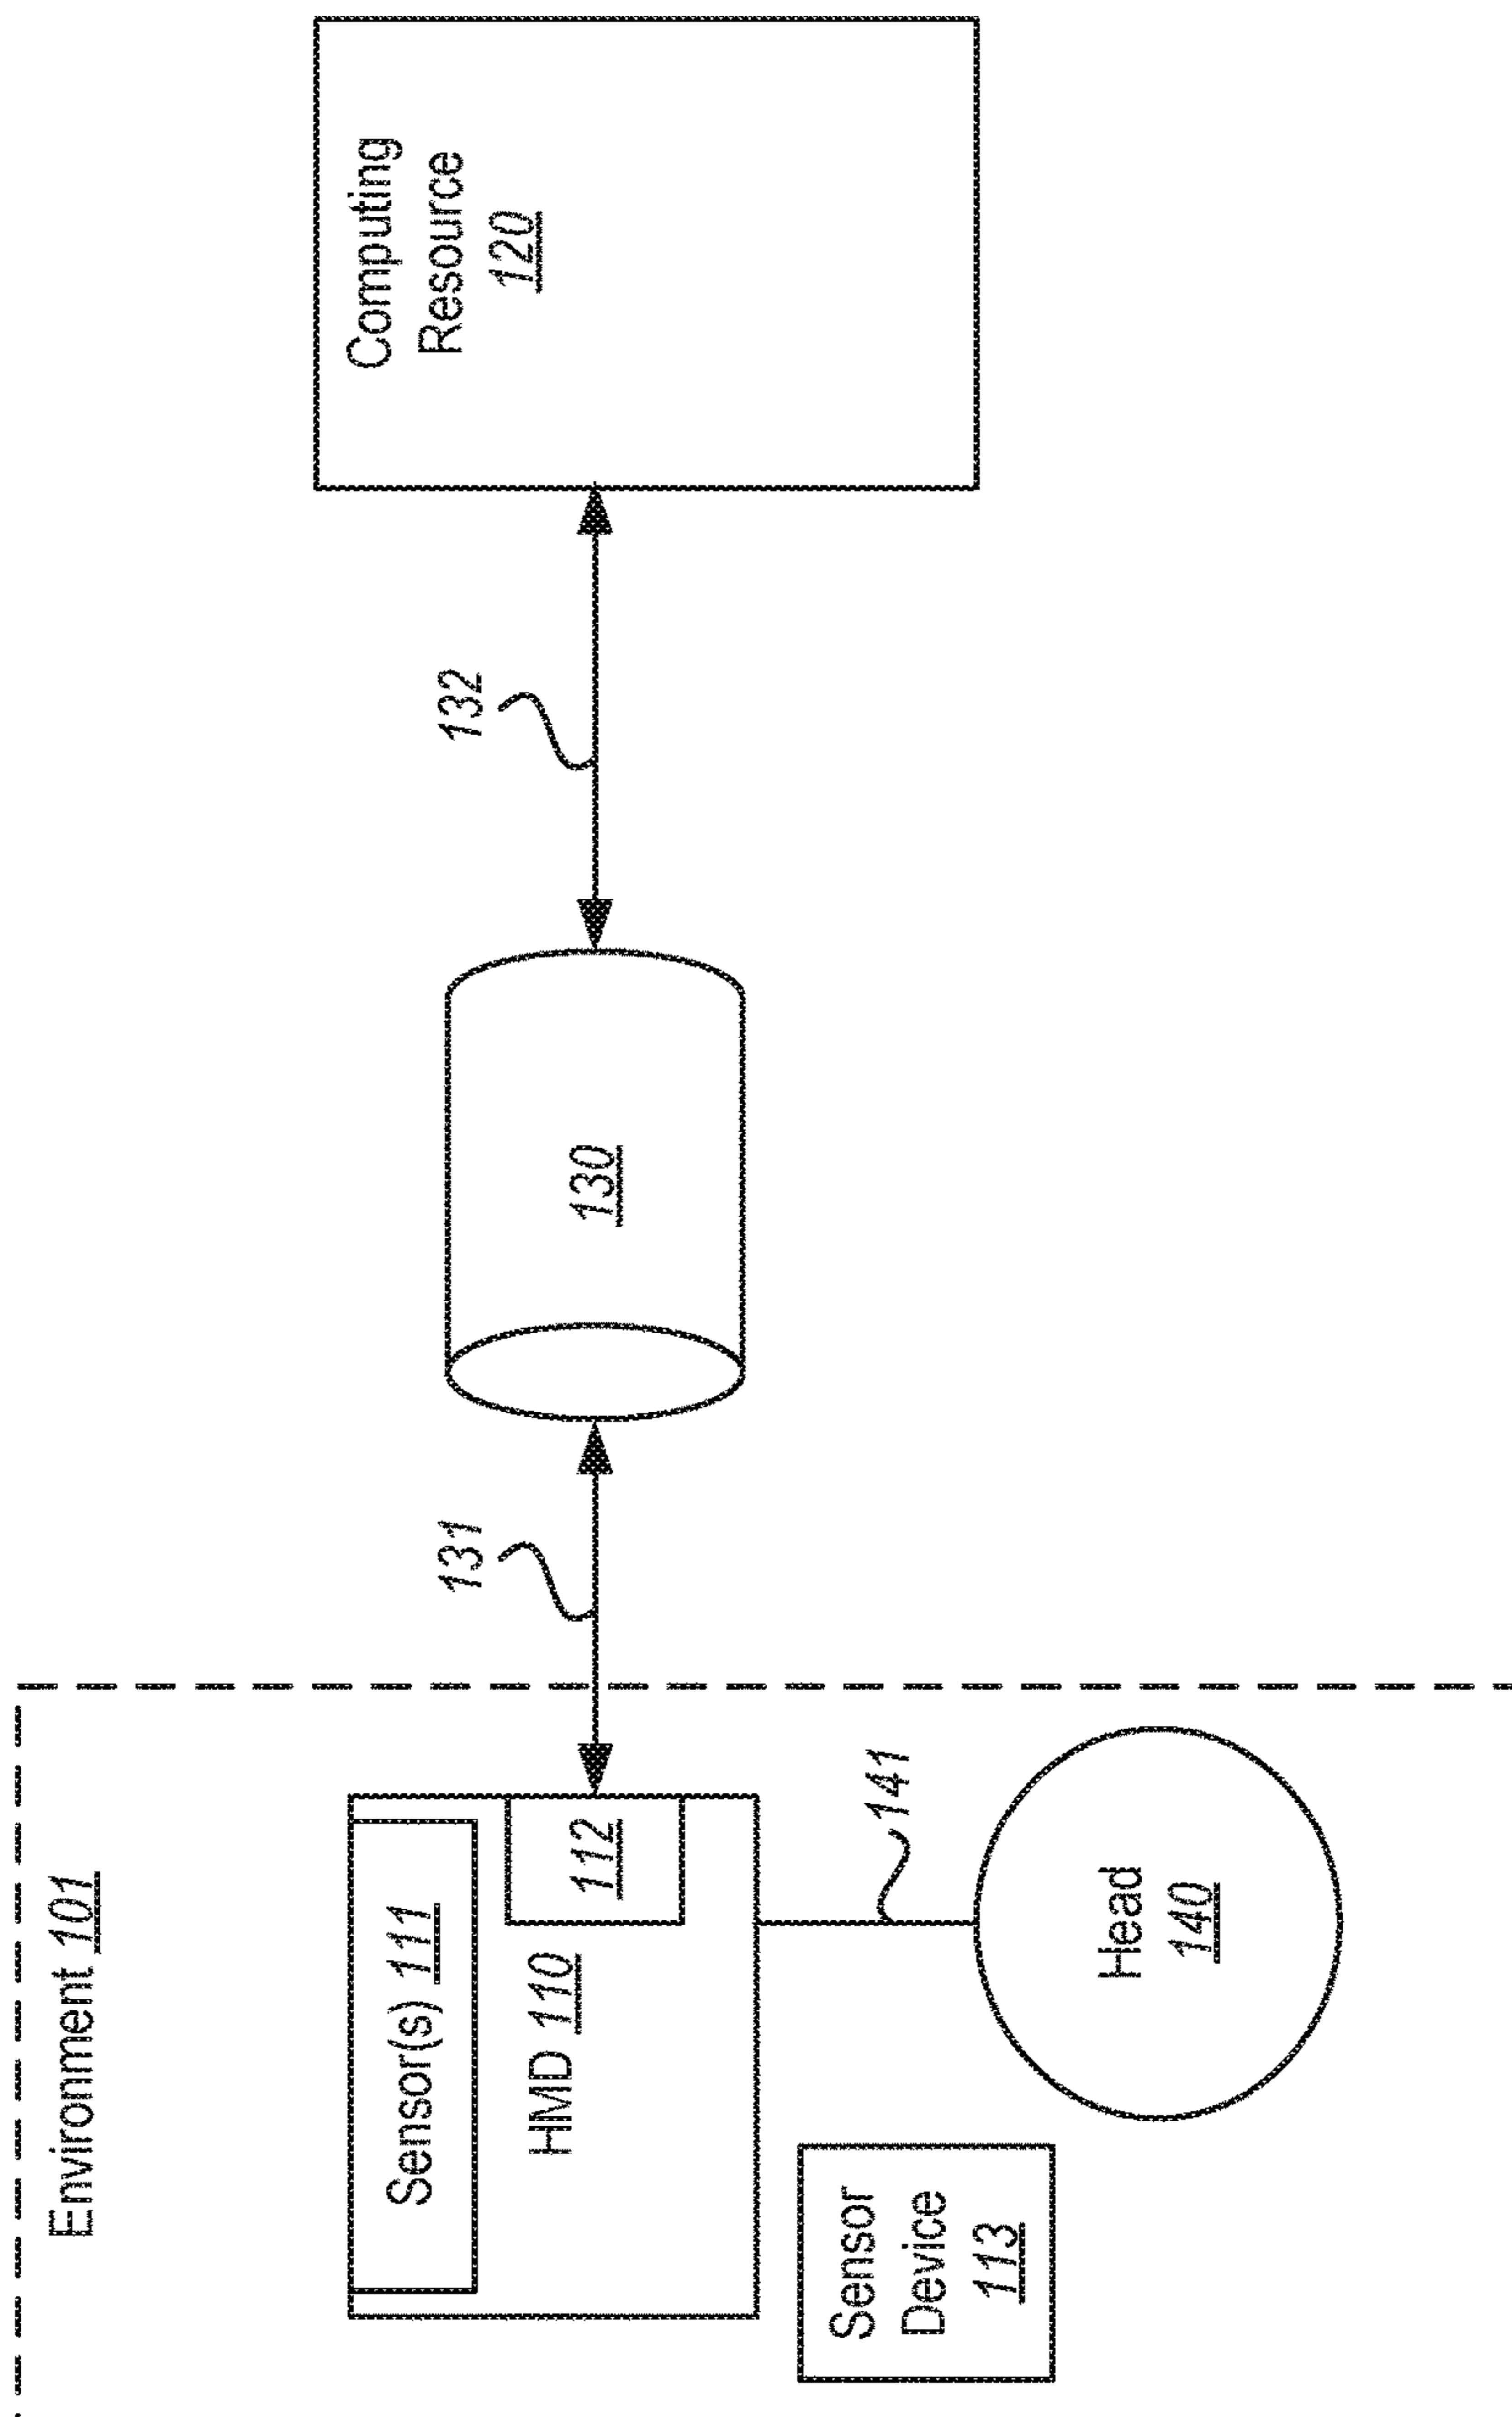 Environment 101
Sensor(s) 111
HMD 110
112
Sensor
Device
113
Head
140
141
131
130
132
Computing
Resource
120